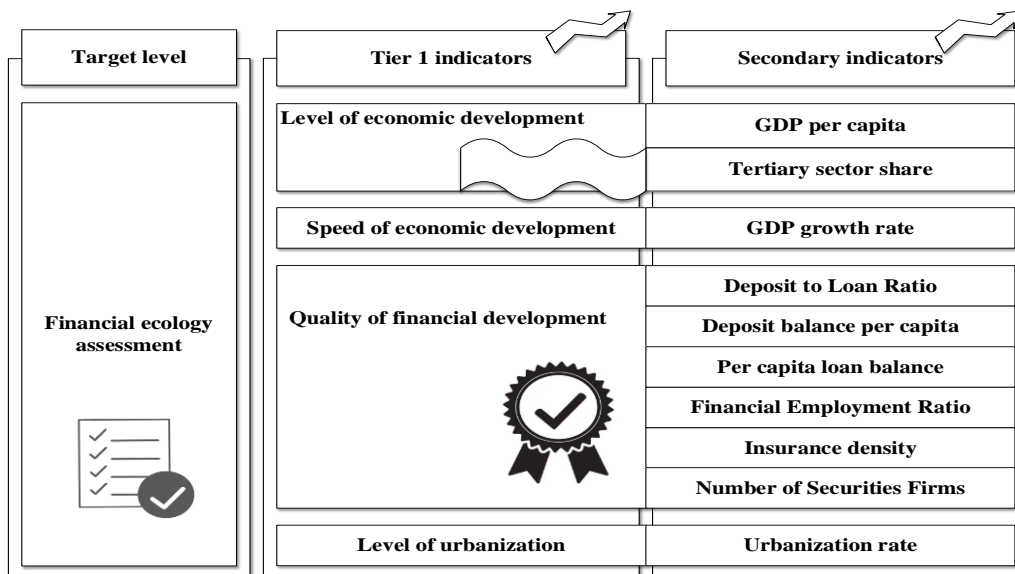 Target level
Tier 1 indicators
Secondary indicators
Level of economic development
GDP per capita
Tertiary sector share
Speed of economic development
GDP growth rate
Financial ecology
assessment
Quality of financial development
Deposit to Loan Ratio
Deposit balance per capita
Per capita loan balance
Financial Employment Ratio
Insurance density
Number of Securities Firms
Level of urbanization
Urbanization rate